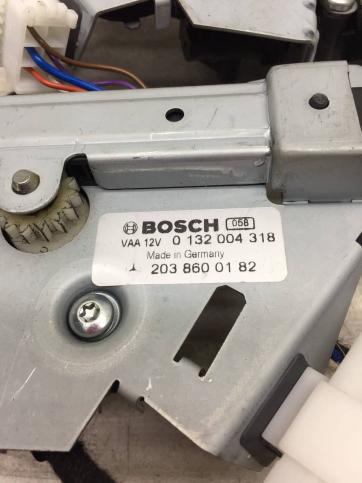 BOSCH 058
VAA 12V 0 132 004 318
Made in Germany
203 860 01 82